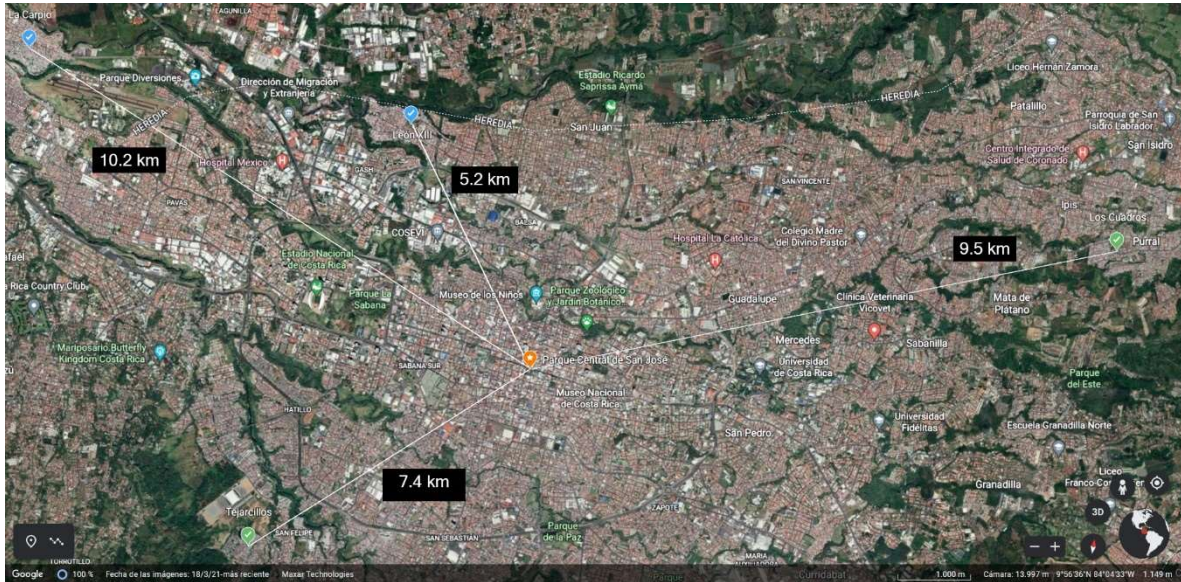 La Carpio
Parque Diversiones
Dirección de Migración
y Extranjería
HEREDIA
León XIII
HEREDIA
Estadio Ricardo
Saprissa Aymá
San Juan
HEREDIA
Liceo Hernán Zamora
Patalillo
Parroquia de San
Isidro Labrador
San Isidro
Centro Integrado de
Salud de Coronado
10.2 km
Hospital México
5.2 km
PAVAS
COSEVI
SAN VINCENTE
Ipís
Los Cuadros
Colegio Madre
del Divino Pastor
Hospital La Católica
9.5 km
Purral
Estadio Nacional
de Costa Rica
Parque La
Sabana
Museo de los Niños
Parque Zoológico
y Jardín Botánico
Guadalupe
Clínica Veterinaria
Vicovet
Mata de
Plátano
a Rica Country Club
Mariposario Butterfly
Kingdom Costa Rica
SABANA SUR
Parque Central de San José
Mercedes
Universidad
de Costa Rica
Sabanilla
Parque
del Este
Museo Nacional
de Costa Rica
HATILLO
San Pedro
Universidad
Fidélitas
Escuela Granadilla Norte
7.4 km
Granadilla
Liceo
Tejarcillos
SAN FELIPE
SAN SEBASTIÁN
Parque
de la Paz
ZAPOTE
3D
MARÍA
Parque
Curridabat
Google 100 % Fecha de las imágenes: 18/3/21-más reciente Maxar Technologies
1.000 m Cámara: 13.997 m 9°56'36"N 84°04'33"W 1.149 m